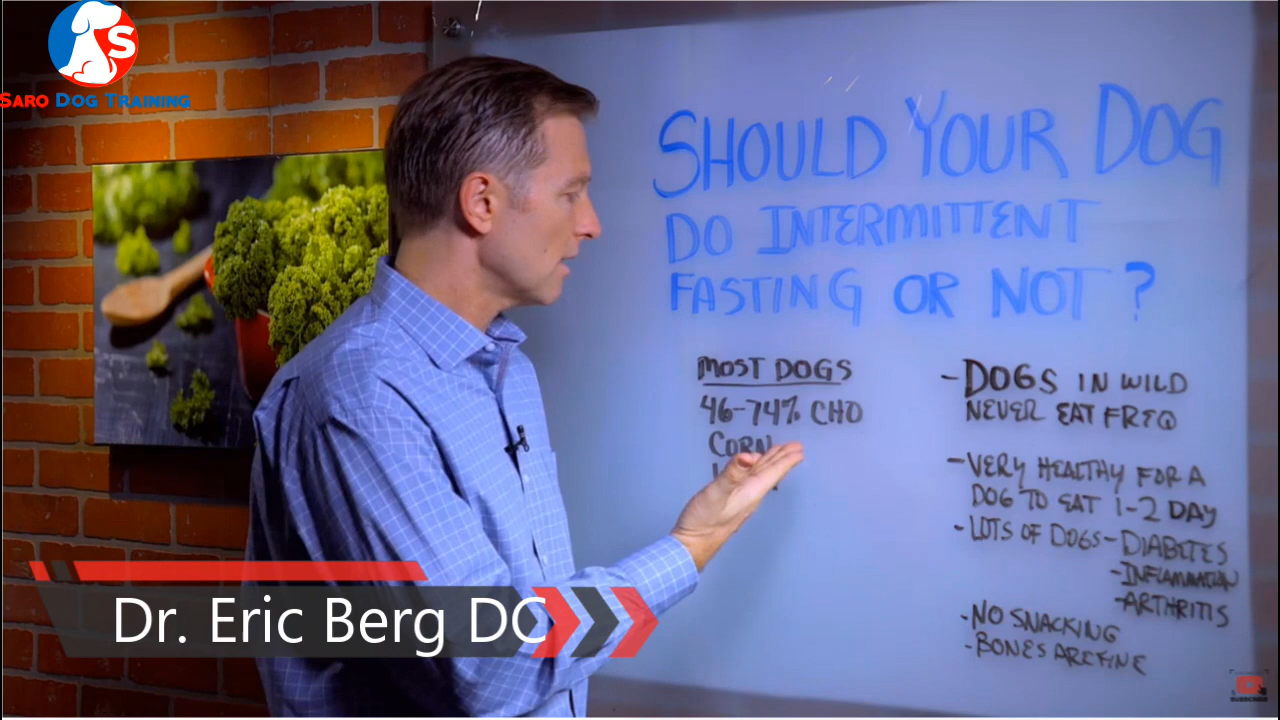 S
SARO DOG TRAINING
SHOULD YOUR DOG
DO INTERMITTENT
FASTING OR NOT ?
MOST DOGS
46-74% CHO
CORN
- DOGS IN WILD
NEVER EAT FREQ
- VERY HEALTHY FOR A
DOG TO EAT 1-2 DAY
- LOTS OF DOGS - DIABETES
- INFLAMMATION
- ARTHRITIS
- NO SNACKING
- BONES ARE FINE
Dr. Eric Berg DC
SUBSCRIBE